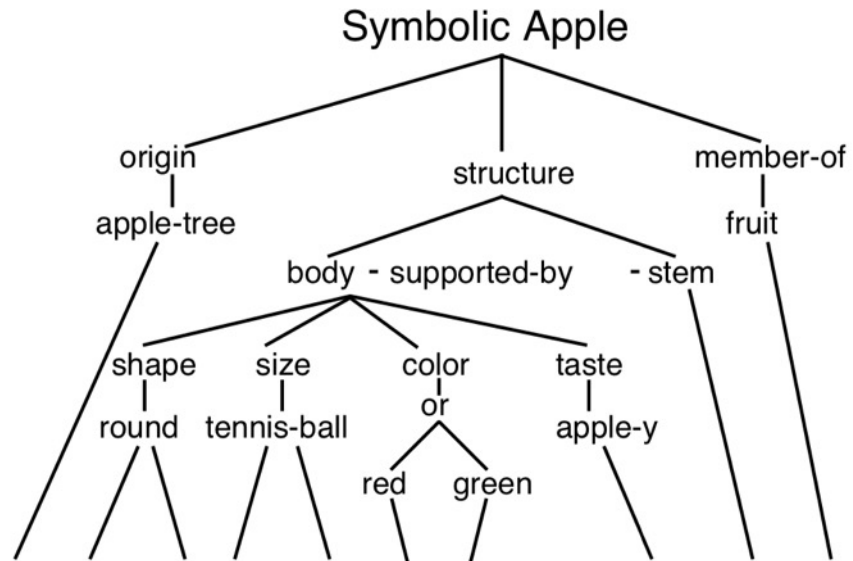 Symbolic Apple
origin
structure
member-of
apple-tree
fruit
body - supported-by - stem
shape size color taste
or
round tennis-ball apple-y
red green